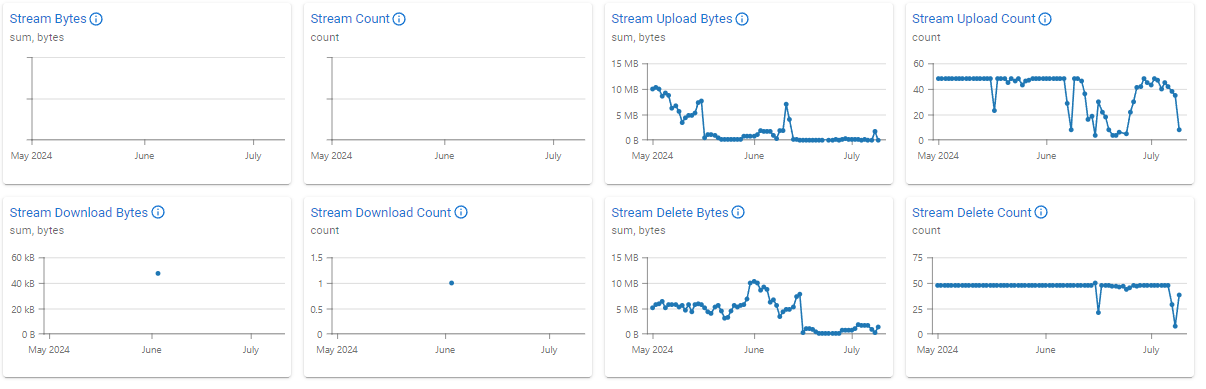 Stream Bytes
sum, bytes
May 2024 June July
Stream Count
count
May 2024 June July
Stream Upload Bytes
sum, bytes
15 MB
10 MB
5 MB
0 B
May 2024 June July
Stream Upload Count
count
60
40
20
0
May 2024 June July
Stream Download Bytes
sum, bytes
60 kB
40 kB
20 kB
0 B
May 2024 June July
Stream Download Count
count
1.5
1
0.5
0
May 2024 June July
Stream Delete Bytes
sum, bytes
15 MB
10 MB
5 MB
0 B
May 2024 June July
Stream Delete Count
count
75
50
25
0
May 2024 June July